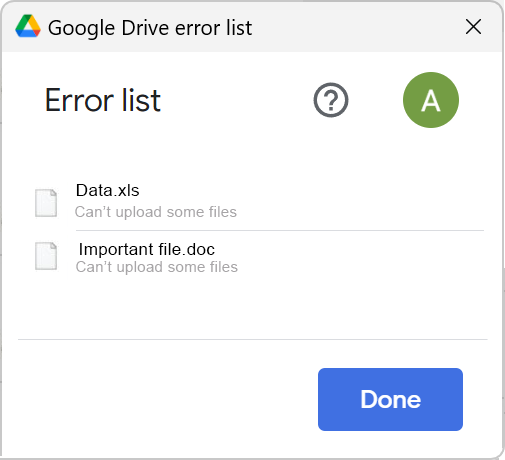 Google Drive error list
Error list
A
Data.xls
Can't upload some files
Important file.doc
Can't upload some files
Done